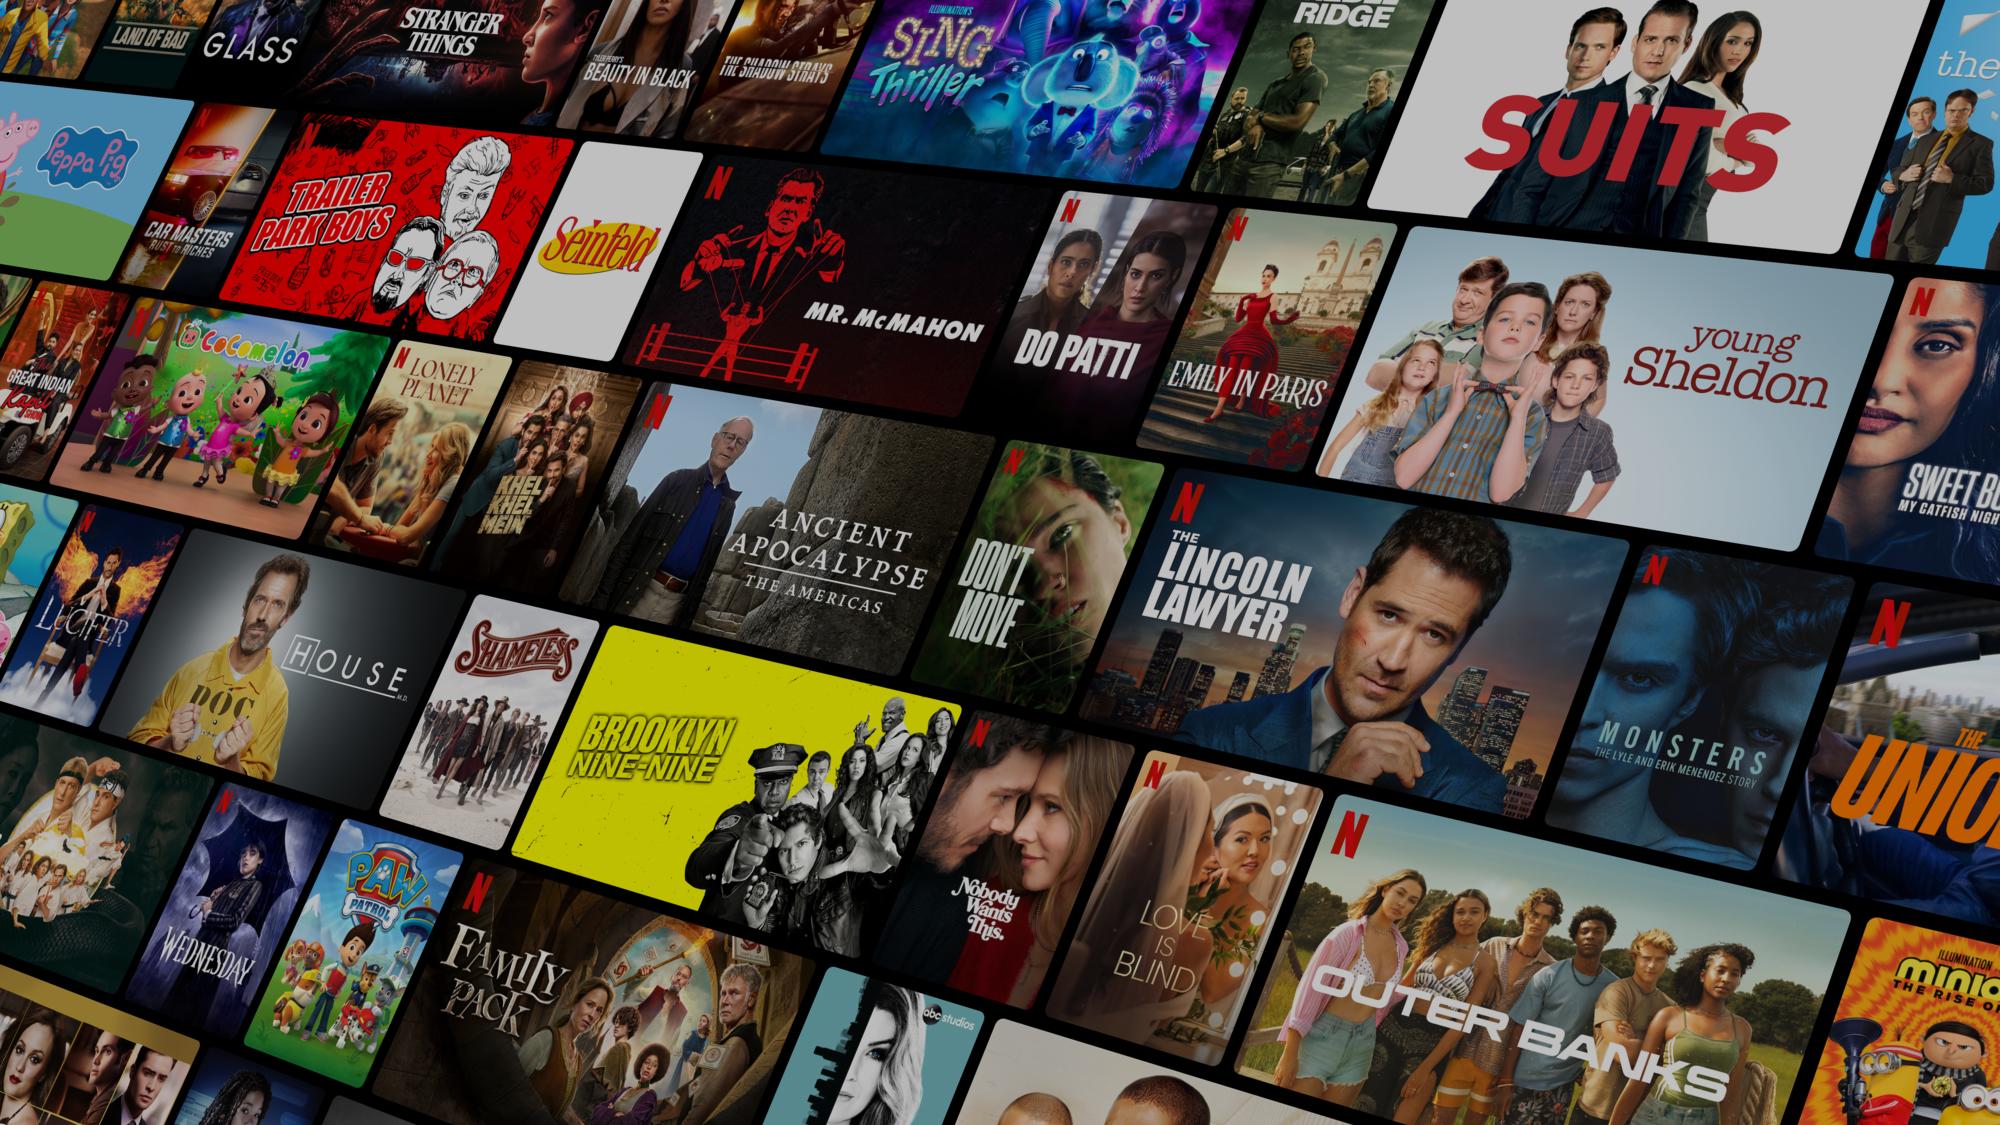 LAND OF BAD
GLASS
STRANGER
THINGS
TYLER PERRY'S
BEAUTY IN BLACK
THE SHADOW STRAYS
ILLUMINATION'S
SING
Thriller
RIDGE
SUITS
the
Peppa Pig
N
CAR MASTERS
RUST TO RICHES
N
TRAILER
PARK BOYS
Seinfeld
N
MR. McMAHON
N
DO PATTI
N
EMILY IN PARIS
young
Sheldon
N
SWEET BO
MY CATFISH NIGH
N
GREAT INDIAN
Kapil
SHOW
N
CoComelon
N
LONELY
PLANET
KHEL
KHEL
MEIN
N
ANCIENT
APOCALYPSE
THE AMERICAS
N
DON'T
MOVE
N
THE
LINCOLN
LAWYER
N
MONSTERS
THE LYLE AND ERIK MENENDEZ STORY
N
THE
UNIO
N
LUCIFER
DOC
HOUSE
M.D.
SHAMELESS
BROOKLYN
NINE-NINE
N
Nobody
Wants
This.
N
LOVE
IS
BLIND
N
OUTER BANKS
ILLUMINATION
minio
THE RISE OF
N
WEDNESDAY
PAW
PATROL
N
FAMILY
PACK
abc studios